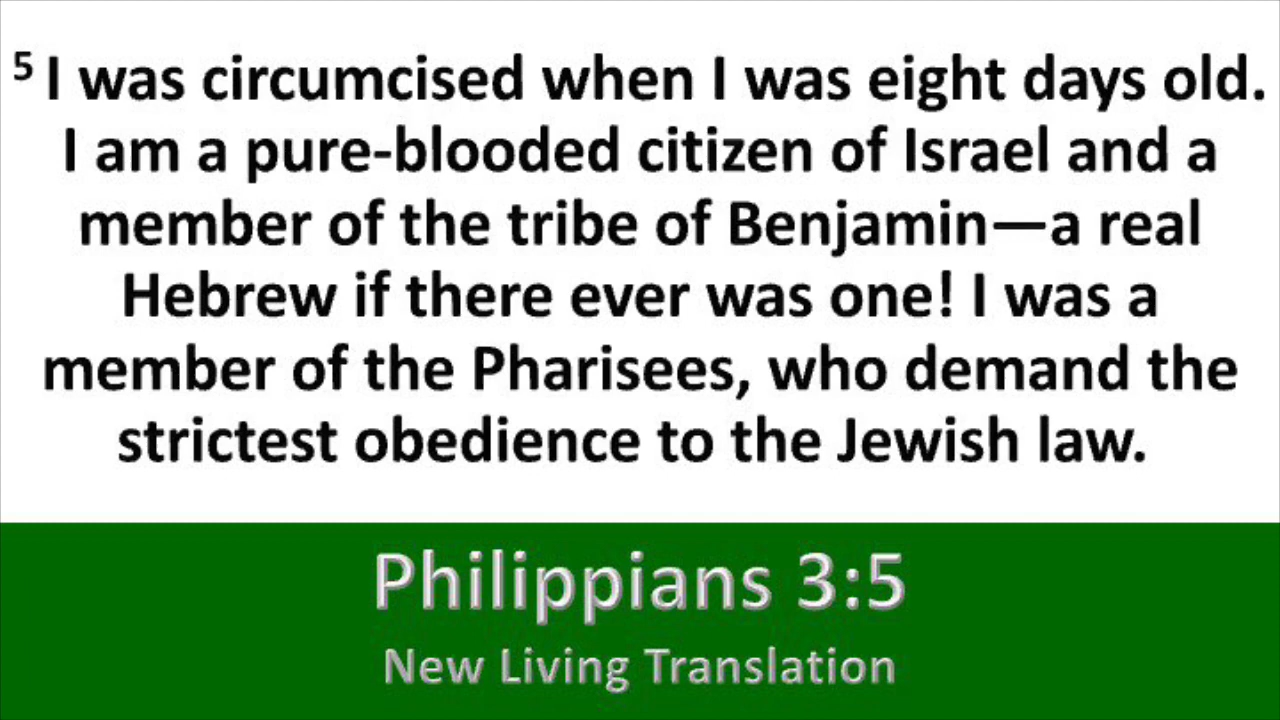 5 I was circumcised when I was eight days old.
I am a pure-blooded citizen of Israel and a
member of the tribe of Benjamin—a real
Hebrew if there ever was one! I was a
member of the Pharisees, who demand the
strictest obedience to the Jewish law.
Philippians 3:5
New Living Translation